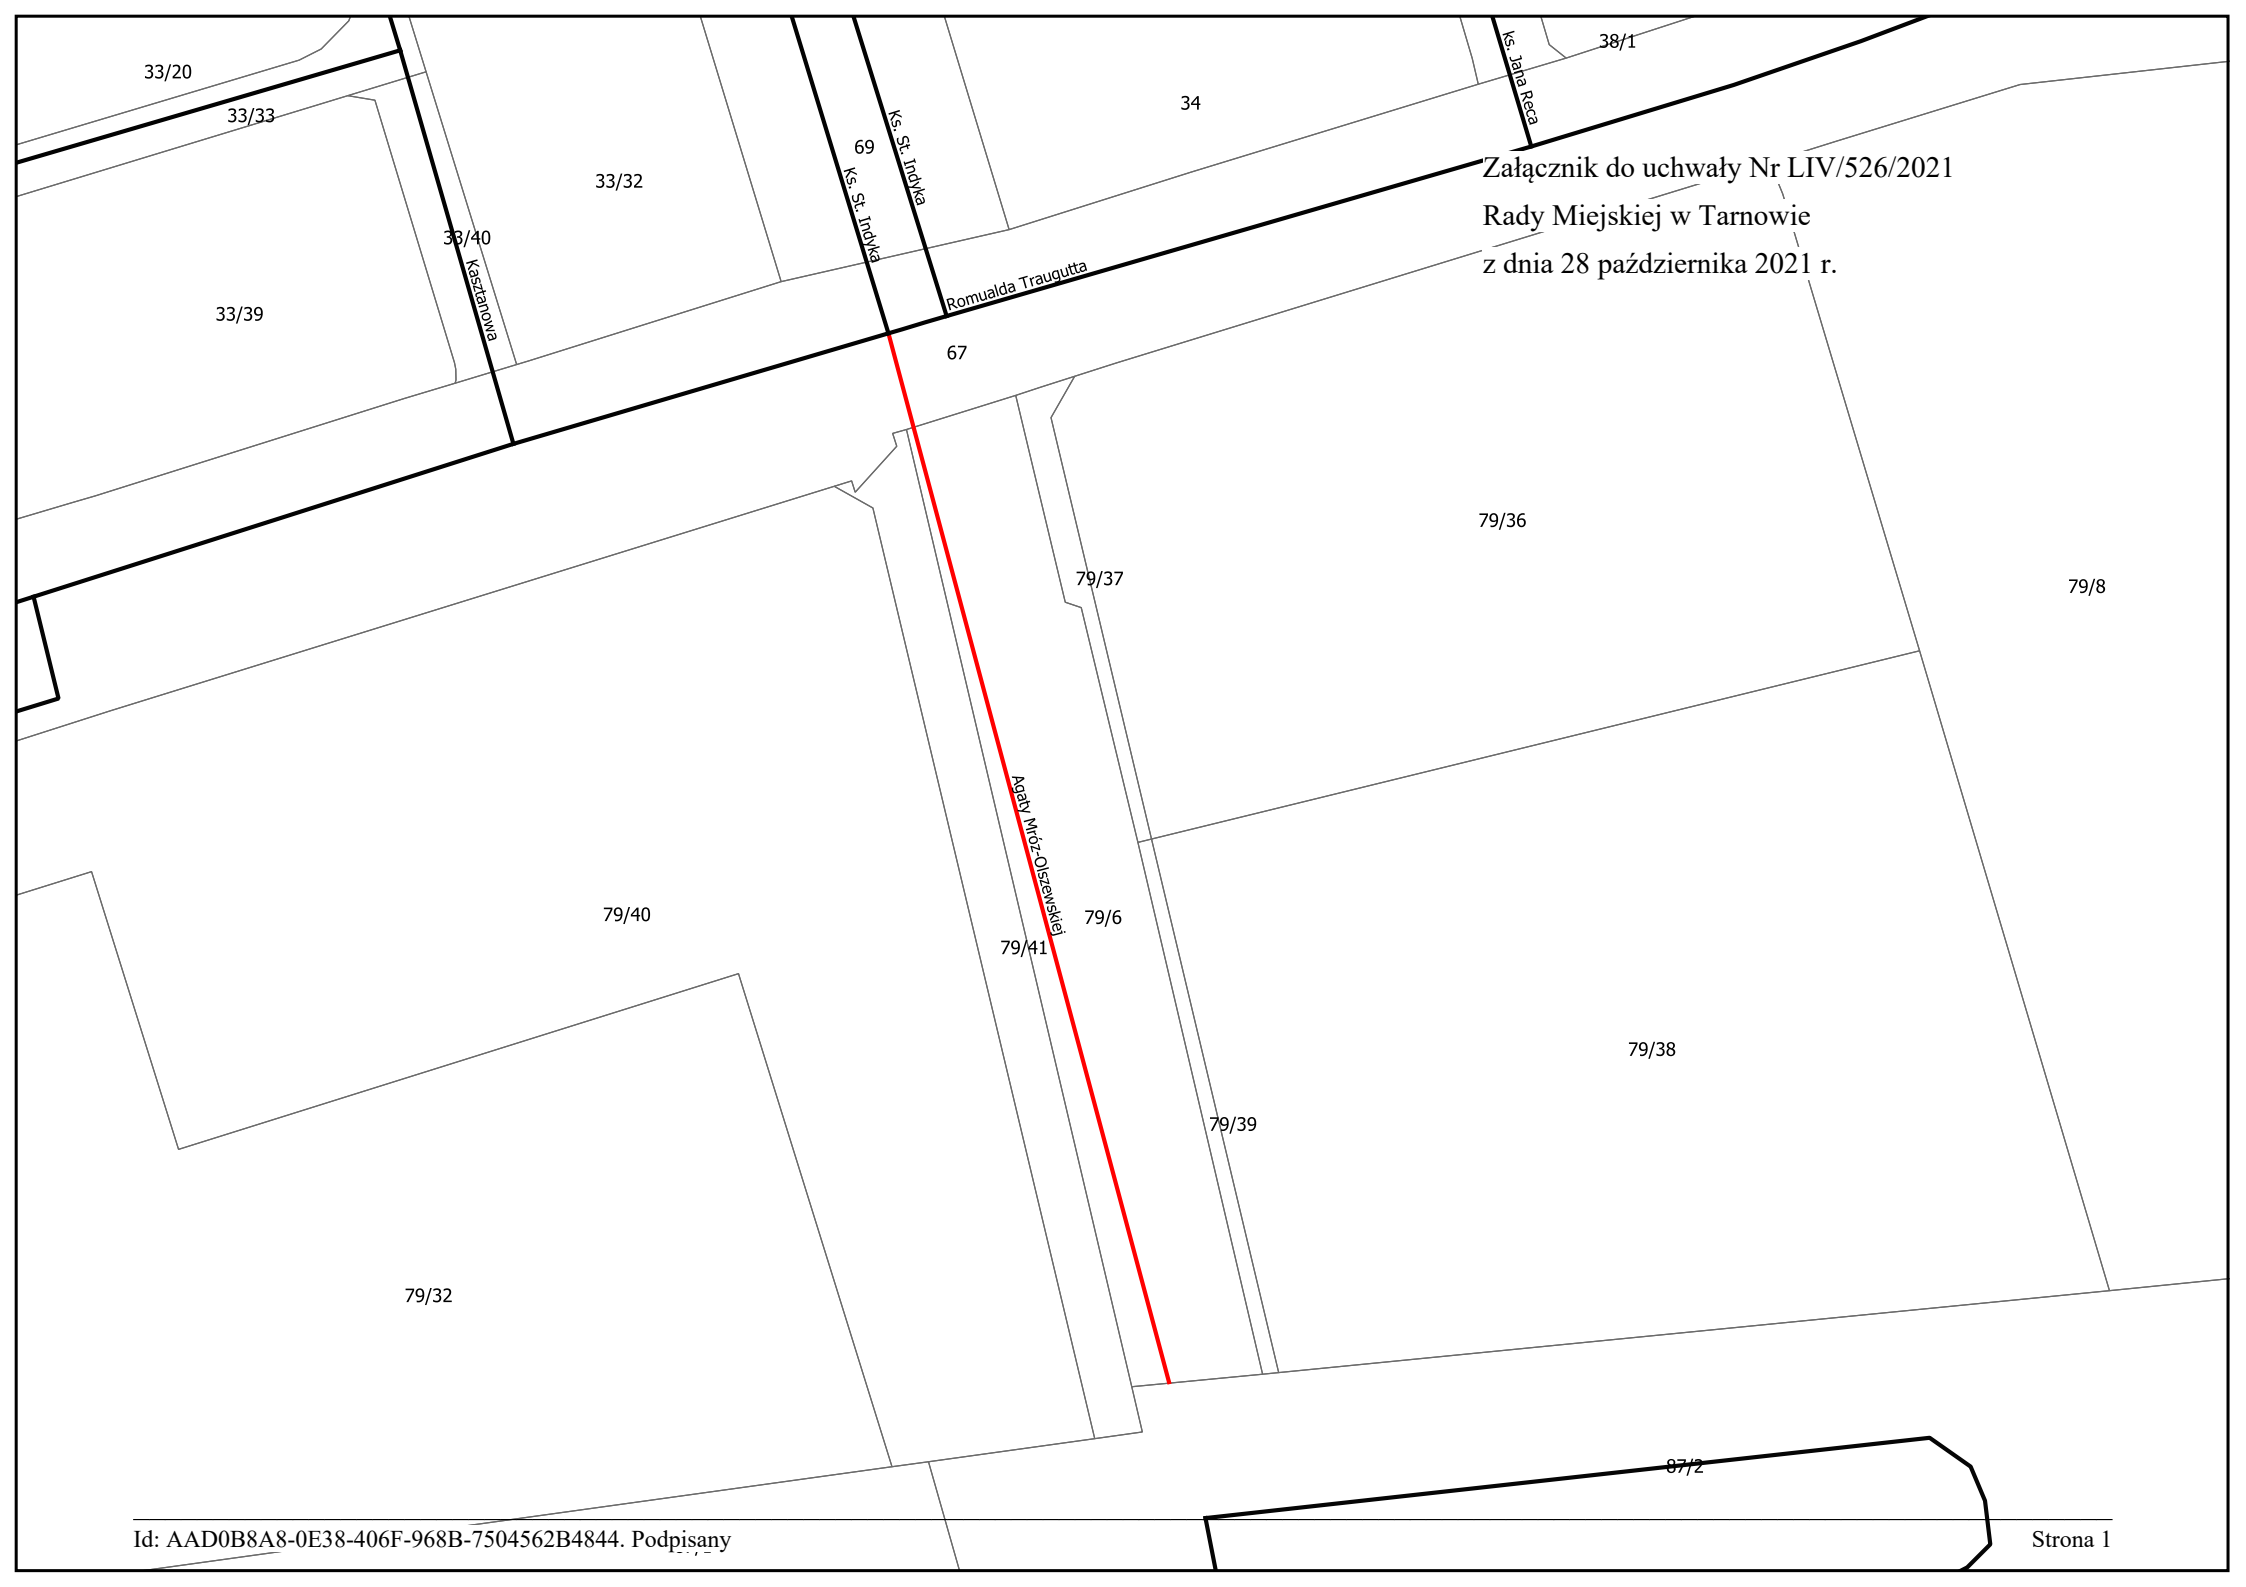 38/1
33/20
ks. Jana Reca
34
33/33
Ks. St. Indyka
69
Załącznik do uchwały Nr LIV/526/2021
33/32
Ks. St. Indyka
Rady Miejskiej w Tarnowie
33/40
z dnia 28 października 2021 r.
Kasztanowa
Romualda Traugutta
33/39
67
79/36
79/37
79/8
Agaty Mróz-Olszewskiej
79/40
79/6
79/41
79/38
79/39
79/32
87/2
Id: AAD0B8A8-0E38-406F-968B-7504562B4844. Podpisany
Strona 1